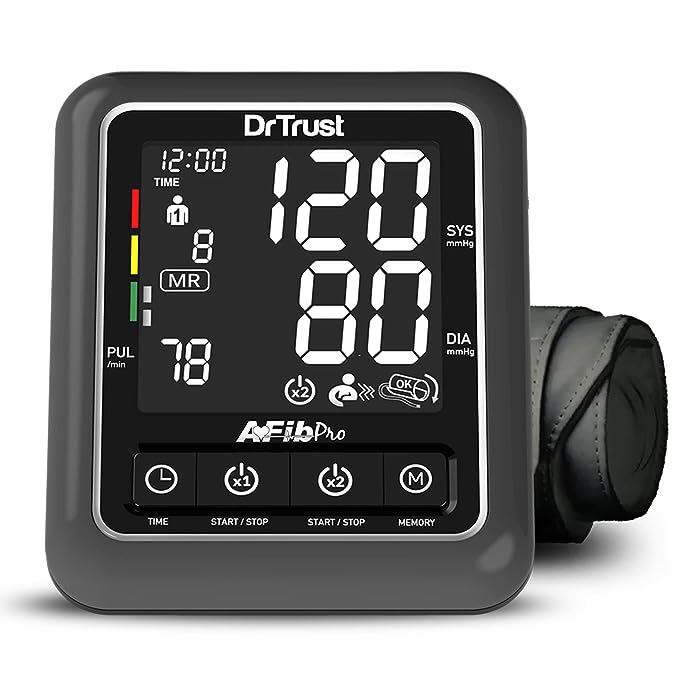 DrTrust
12:00
TIME
1
120
SYS
mmHg
8
MR
80
DIA
mmHg
PUL
/min
78
x2
OK
AFibPro
x1
x2
M
TIME
START / STOP
START / STOP
MEMORY